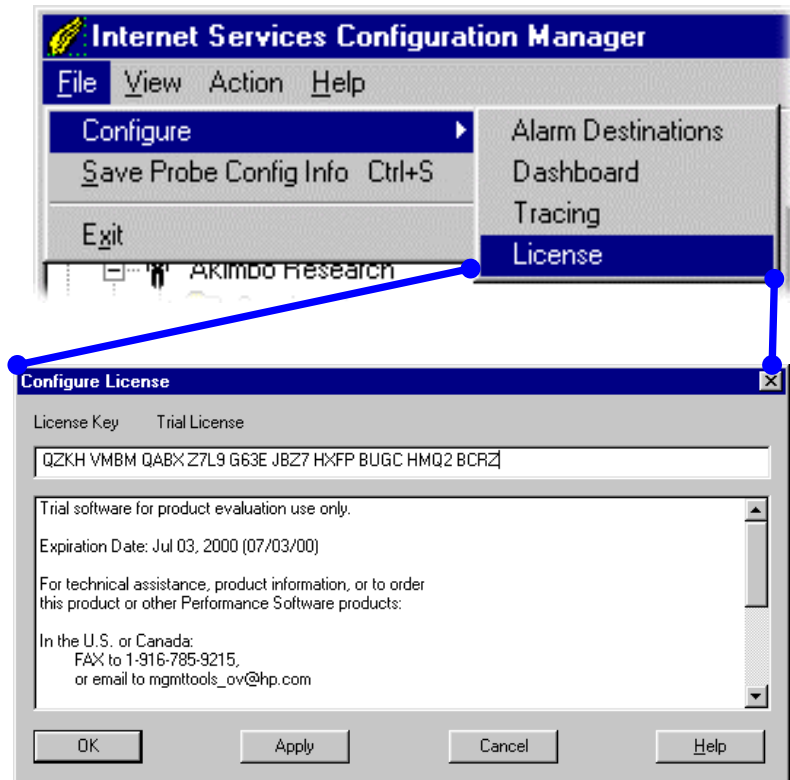 Internet Services Configuration Manager
File View Action Help
Configure
Save Probe Config Info Ctrl+S
Exit
Alarm Destinations
Dashboard
Tracing
License
Akimbo Research
Configure License
License Key Trial License
QZKH VMBM QABX Z7L9 G63E JBZ7 HXFP BUGC HMQ2 BCRZ
Trial software for product evaluation use only.
Expiration Date: Jul 03, 2000 (07/03/00)
For technical assistance, product information, or to order
this product or other Performance Software products:
In the U.S. or Canada:
FAX to 1-916-785-9215,
or email to mgmttools_ov@hp.com
OK Apply Cancel Help